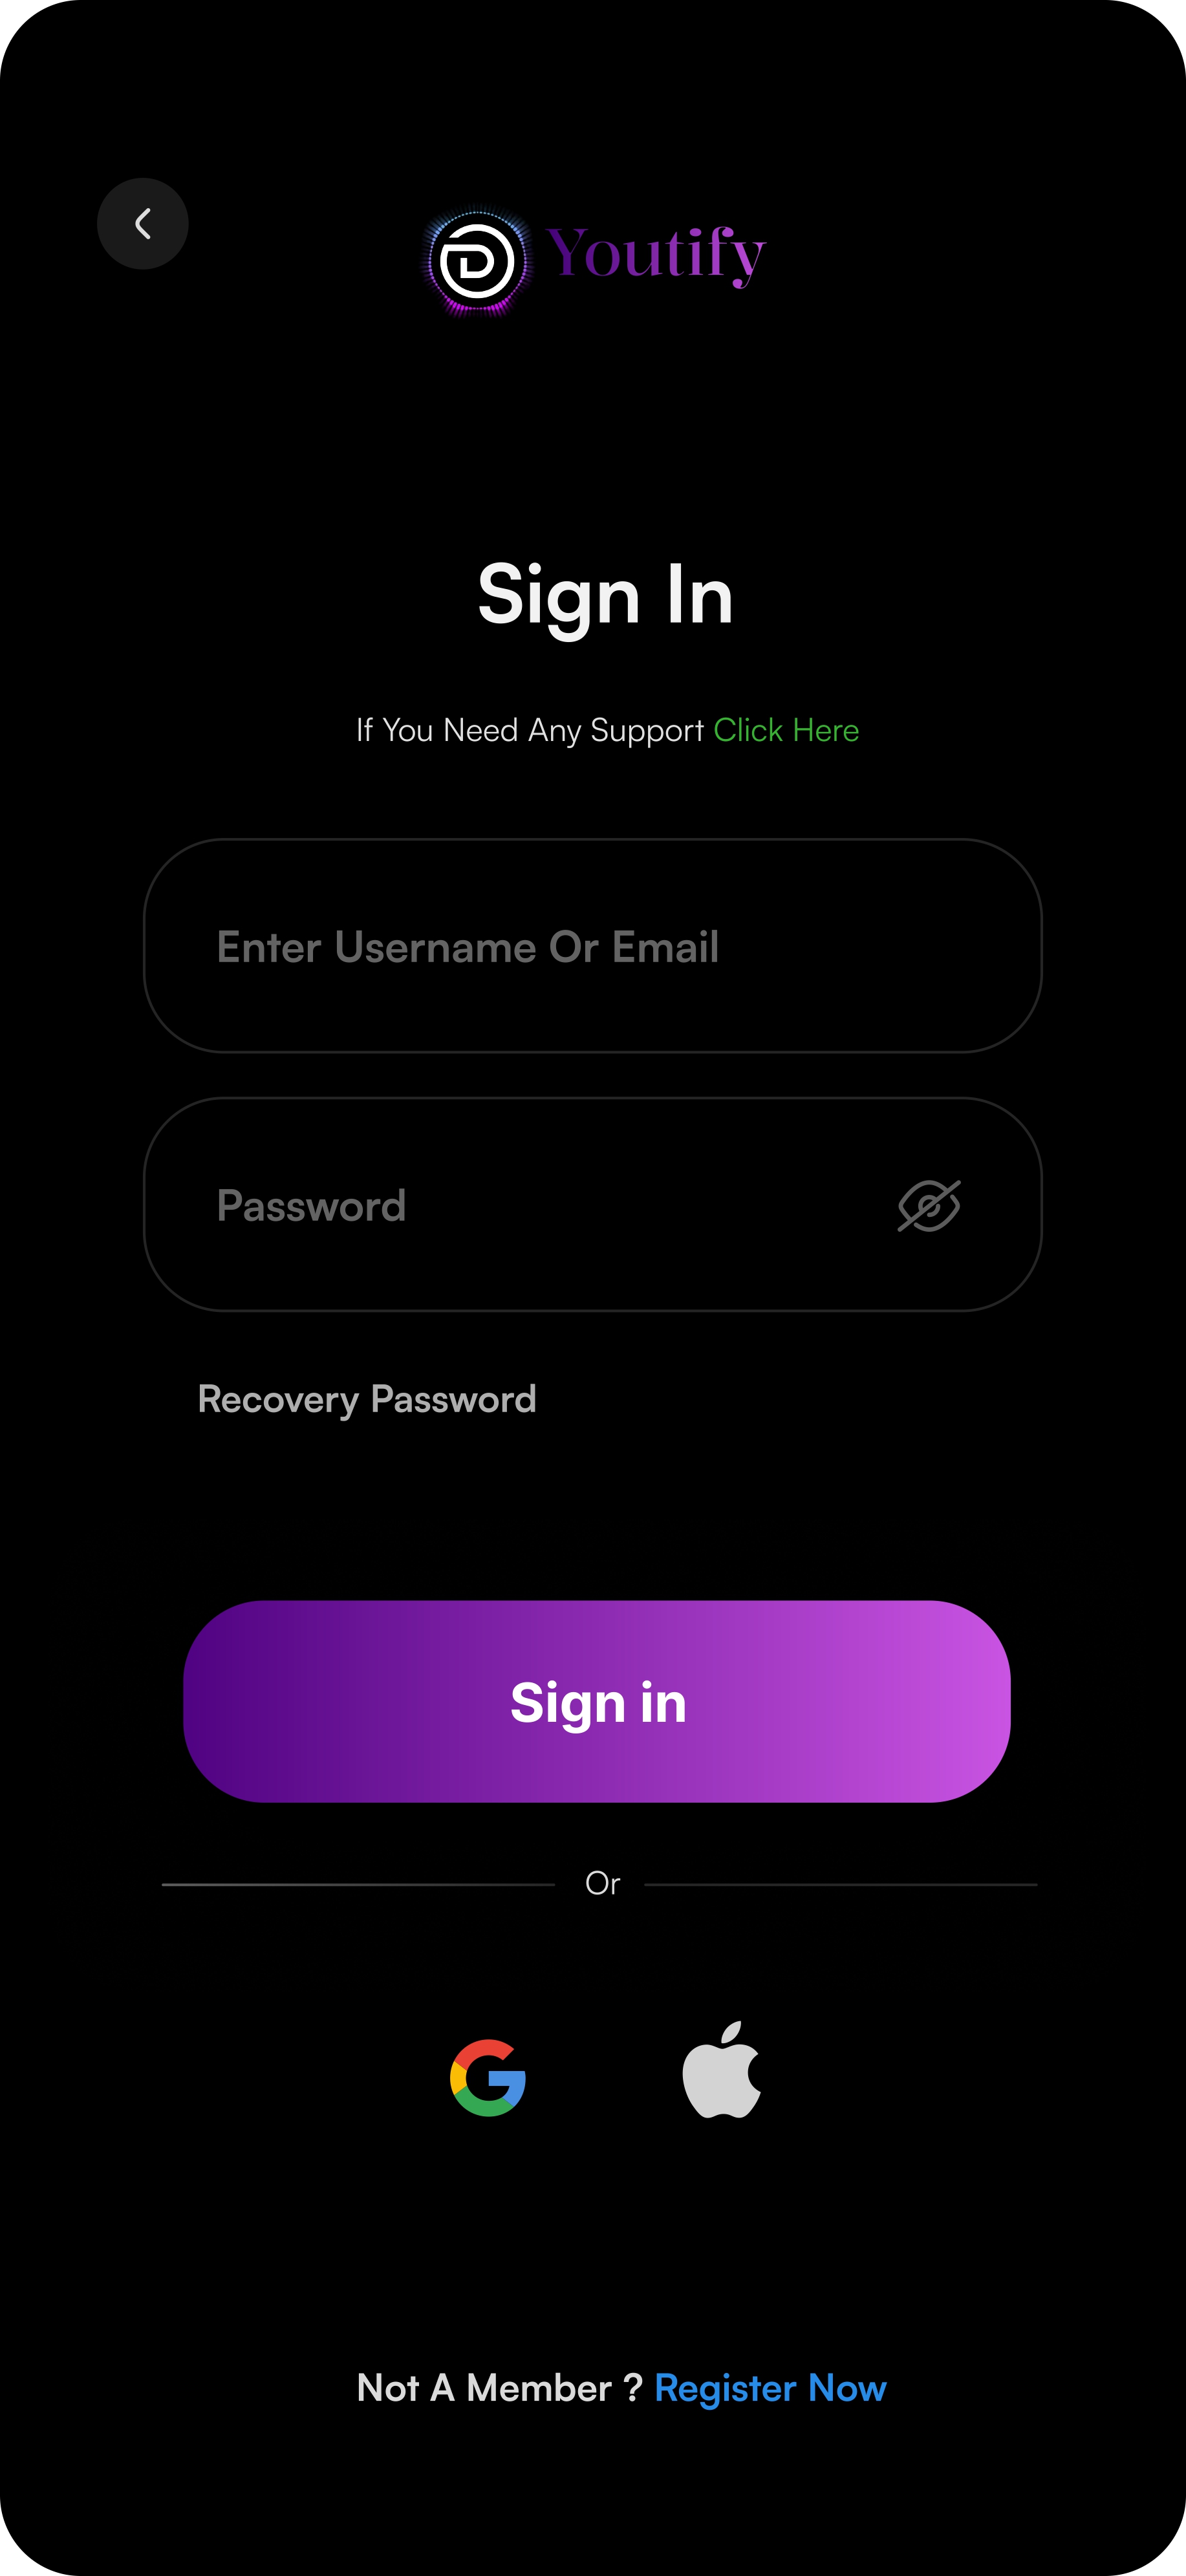 Youtify
Sign In
If You Need Any Support Click Here
Enter Username Or Email
Password
Recovery Password
Sign in
Or
Not A Member ? Register Now